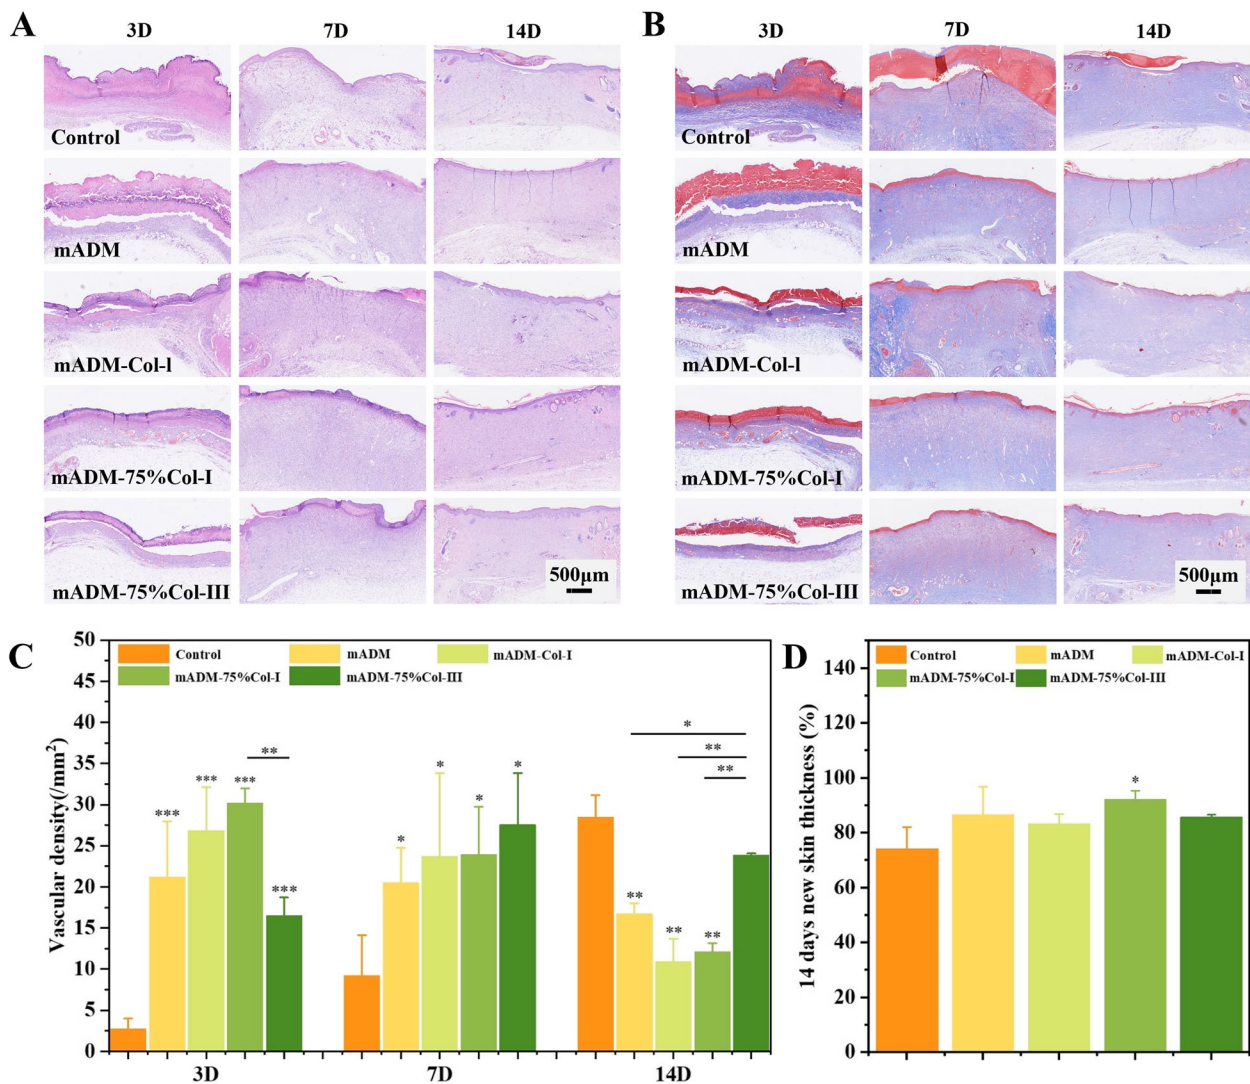 A
3D
7D
14D
Control
mADM
mADM-Col-l
mADM-75%Col-I
mADM-75%Col-III
500μm
B
3D
7D
14D
Control
mADM
mADM-Col-l
mADM-75%Col-I
mADM-75%Col-III
500μm
C
Control
mADM
mADM-Col-I
mADM-75%Col-I
mADM-75%Col-III
Vascular density(/mm²)
50
45
40
35
30
25
20
15
10
5
0
***
***
***
**
***
*
*
*
*
**
**
**
*
**
**
3D
7D
14D
D
Control
mADM
mADM-Col-I
mADM-75%Col-I
mADM-75%Col-III
14 days new skin thickness (%)
140
120
100
80
60
40
20
0
*